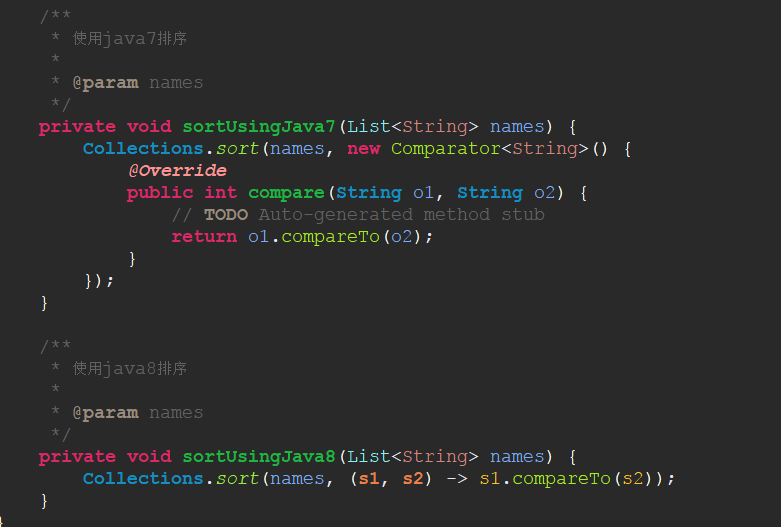 /**
 * 使用java7排序
 *
 * @param names
 */
private void sortUsingJava7(List<String> names) {
    Collections.sort(names, new Comparator<String>() {
        @Override
        public int compare(String o1, String o2) {
            // TODO Auto-generated method stub
            return o1.compareTo(o2);
        }
    });
}

/**
 * 使用java8排序
 *
 * @param names
 */
private void sortUsingJava8(List<String> names) {
    Collections.sort(names, (s1, s2) -> s1.compareTo(s2));
}
}